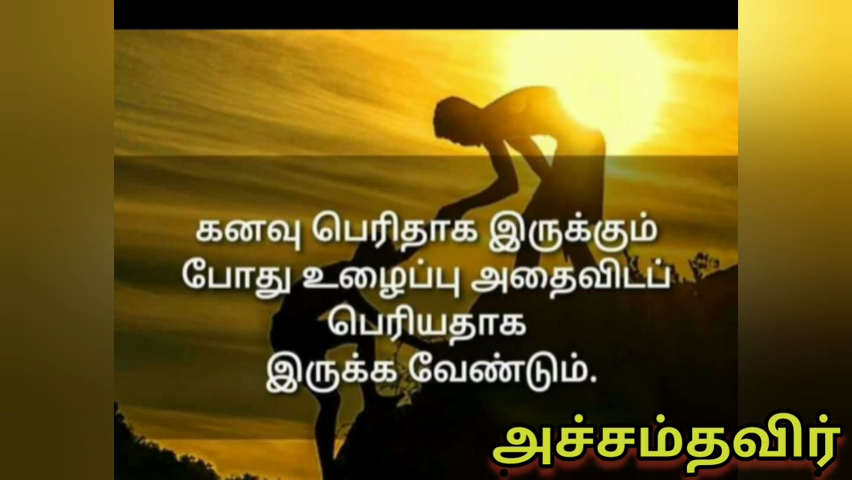 கனவு பெரிதாக இருக்கும்
போது உழைப்பு அதைவிடப்
பெரியதாக
இருக்க வேண்டும்.
அச்சம்தவிர்